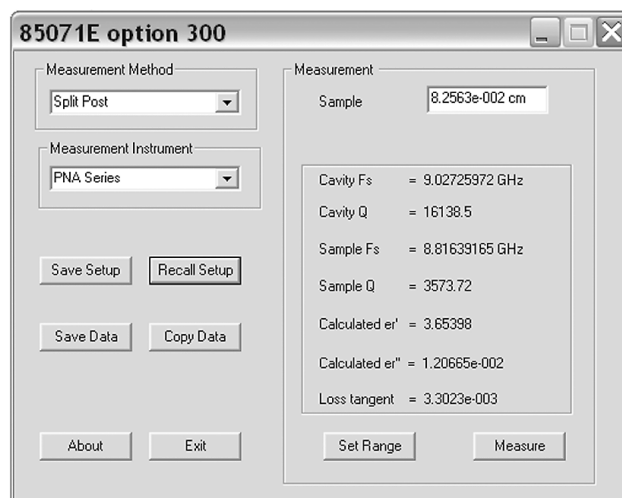 85071E option 300
Measurement Method
Split Post
Measurement Instrument
PNA Series
Save Setup
Recall Setup
Save Data
Copy Data
About
Exit
Measurement
Sample
8.2563e-002 cm
Cavity Fs = 9.02725972 GHz
Cavity Q = 16138.5
Sample Fs = 8.81639165 GHz
Sample Q = 3573.72
Calculated er' = 3.65398
Calculated er" = 1.20665e-002
Loss tangent = 3.3023e-003
Set Range
Measure